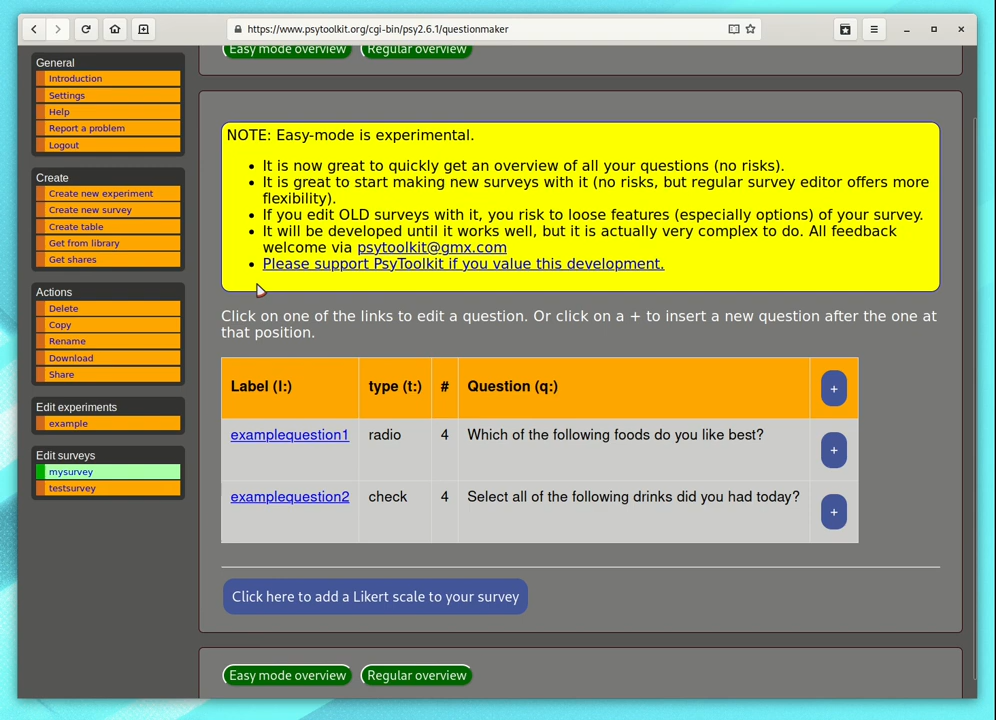 https://www.psytoolkit.org/cgi-bin/psy2.6.1/questionmaker
Easy mode overview
Regular overview
General
Introduction
Settings
Help
Report a problem
Logout
Create
Create new experiment
Create new survey
Create table
Get from library
Get shares
Actions
Delete
Copy
Rename
Download
Share
Edit experiments
example
Edit surveys
mysurvey
testsurvey
NOTE: Easy-mode is experimental.
• It is now great to quickly get an overview of all your questions (no risks).
• It is great to start making new surveys with it (no risks, but regular survey editor offers more
flexibility).
• If you edit OLD surveys with it, you risk to loose features (especially options) of your survey.
• It will be developed until it works well, but it is actually very complex to do. All feedback
welcome via psytoolkit@gmx.com
• Please support PsyToolkit if you value this development.
Click on one of the links to edit a question. Or click on a + to insert a new question after the one at
that position.
Label (l:) type (t:) # Question (q:) +
examplequestion1 radio 4 Which of the following foods do you like best? +
examplequestion2 check 4 Select all of the following drinks did you had today? +
Click here to add a Likert scale to your survey
Easy mode overview
Regular overview